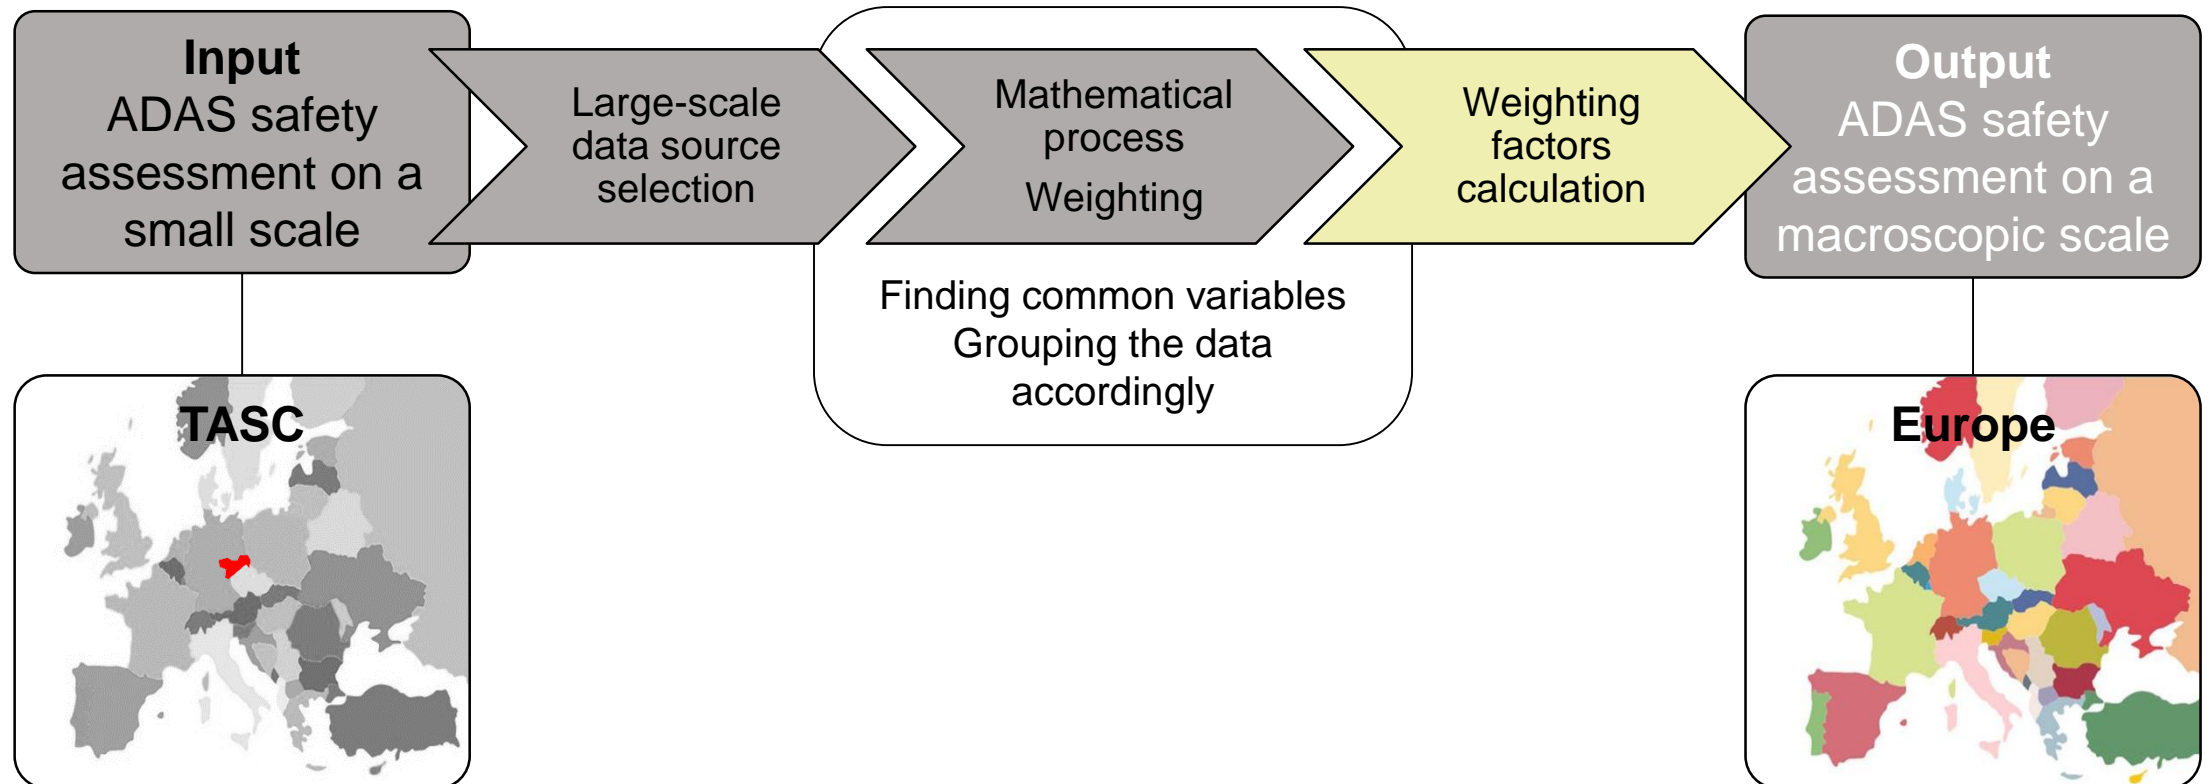 Input
ADAS safety
assessment on a
small scale
Large-scale
data source
selection
Mathematical
process
Weighting
Weighting
factors
calculation
Output
ADAS safety
assessment on a
macroscopic scale
Finding common variables
Grouping the data
accordingly
TASC
Europe